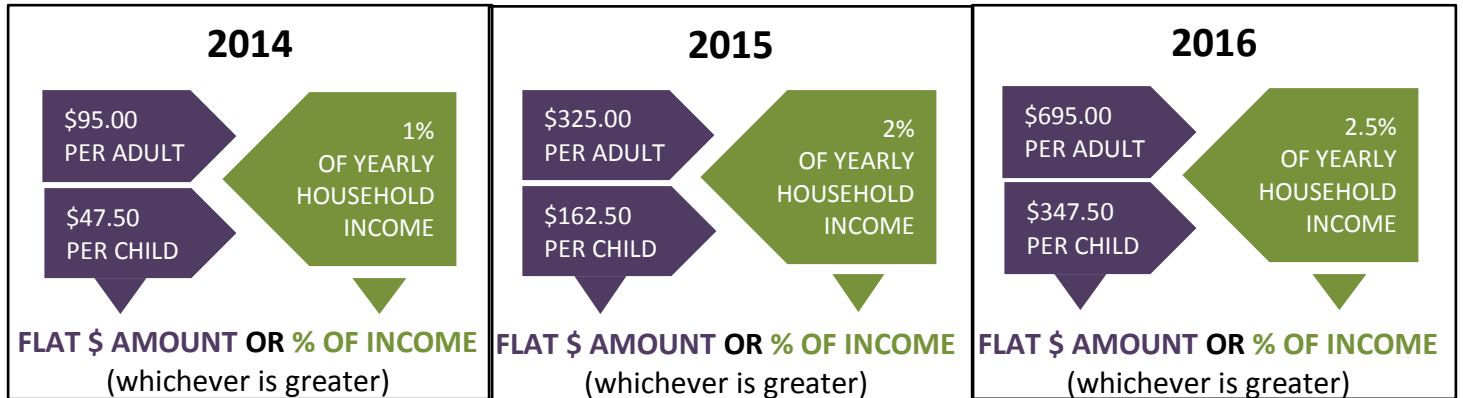 2014
$95.00
PER ADULT
$47.50
PER CHILD
1%
OF YEARLY
HOUSEHOLD
INCOME
FLAT $ AMOUNT OR % OF INCOME
(whichever is greater)
2015
$325.00
PER ADULT
$162.50
PER CHILD
2%
OF YEARLY
HOUSEHOLD
INCOME
FLAT $ AMOUNT OR % OF INCOME
(whichever is greater)
2016
$695.00
PER ADULT
$347.50
PER CHILD
2.5%
OF YEARLY
HOUSEHOLD
INCOME
FLAT $ AMOUNT OR % OF INCOME
(whichever is greater)